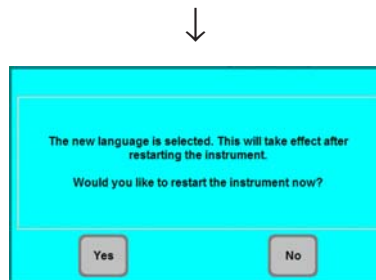 The new language is selected. This will take effect after
restarting the instrument.
Would you like to restart the instrument now?
Yes
No